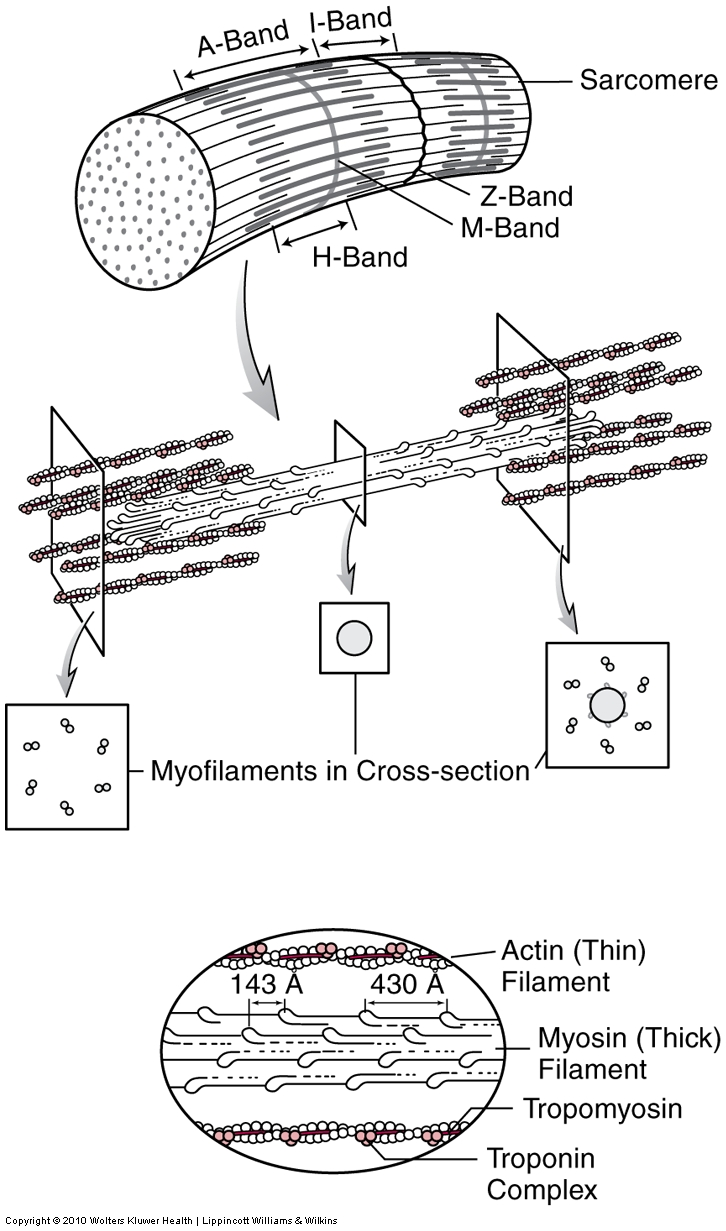 A-Band
I-Band
Sarcomere
Z-Band
M-Band
H-Band
Myofilaments in Cross-section
Actin (Thin)
Filament
143 Å
430 Å
Myosin (Thick)
Filament
Tropomyosin
Troponin
Complex
Copyright © 2010 Wolters Kluwer Health | Lippincott Williams & Wilkins